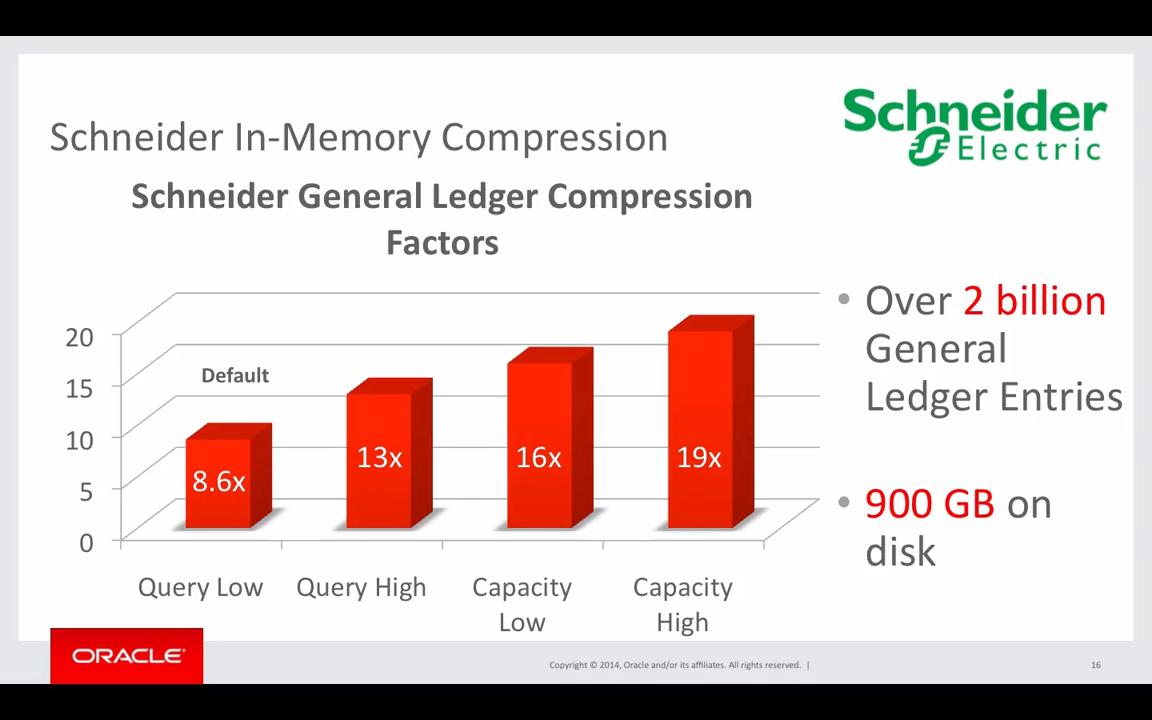 Schneider
Electric
Schneider In-Memory Compression
Schneider General Ledger Compression
Factors
20
15
10
5
0
Default
8.6x
13x
16x
19x
Query Low
Query High
Capacity
Low
Capacity
High
• Over 2 billion
General
Ledger Entries
• 900 GB on
disk
ORACLE®
Copyright © 2014, Oracle and/or its affiliates. All rights reserved. |
16